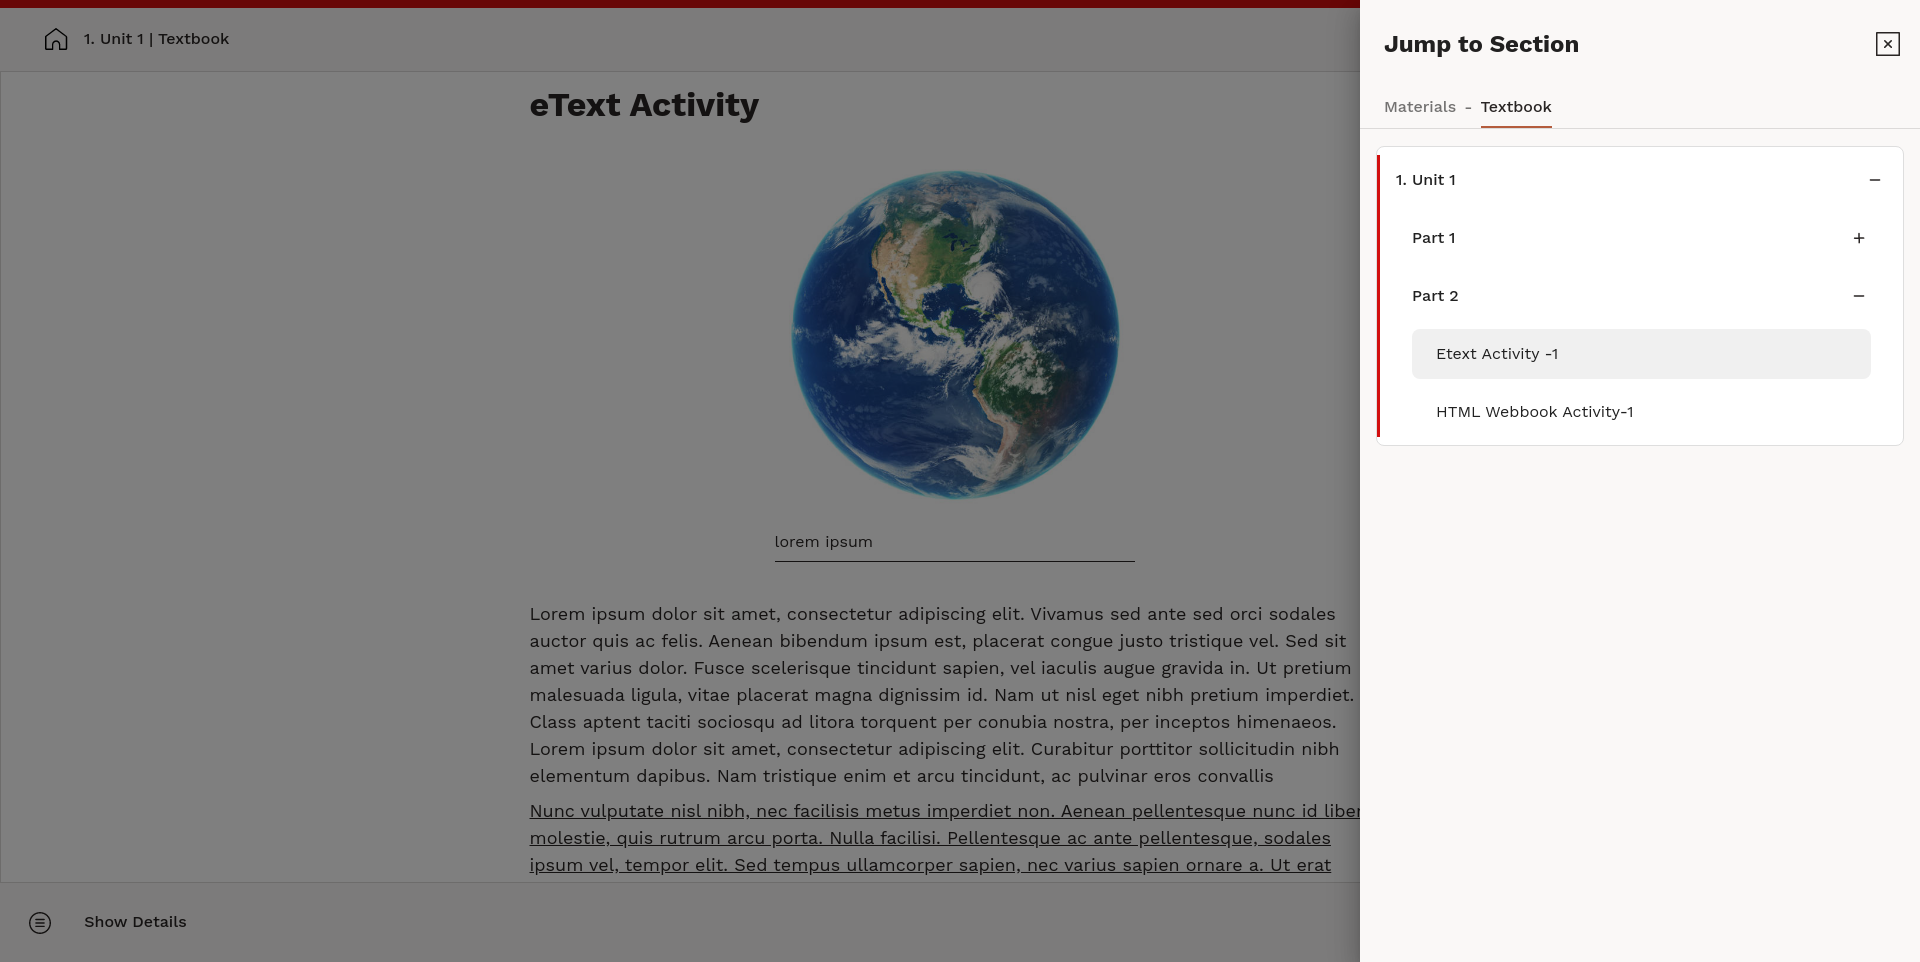 1. Unit 1 | Textbook
eText Activity
lorem ipsum
Lorem ipsum dolor sit amet, consectetur adipiscing elit. Vivamus sed ante sed orci sodales
auctor quis ac felis. Aenean bibendum ipsum est, placerat congue justo tristique vel. Sed sit
amet varius dolor. Fusce scelerisque tincidunt sapien, vel iaculis augue gravida in. Ut pretium
malesuada ligula, vitae placerat magna dignissim id. Nam ut nisl eget nibh pretium imperdiet.
Class aptent taciti sociosqu ad litora torquent per conubia nostra, per inceptos himenaeos.
Lorem ipsum dolor sit amet, consectetur adipiscing elit. Curabitur porttitor sollicitudin nibh
elementum dapibus. Nam tristique enim et arcu tincidunt, ac pulvinar eros convallis
Nunc vulputate nisl nibh, nec facilisis metus imperdiet non. Aenean pellentesque nunc id liber
molestie, quis rutrum arcu porta. Nulla facilisi. Pellentesque ac ante pellentesque, sodales
ipsum vel, tempor elit. Sed tempus ullamcorper sapien, nec varius sapien ornare a. Ut erat
Show Details
Jump to Section
Materials - Textbook
1. Unit 1
Part 1
Part 2
Etext Activity -1
HTML Webbook Activity-1